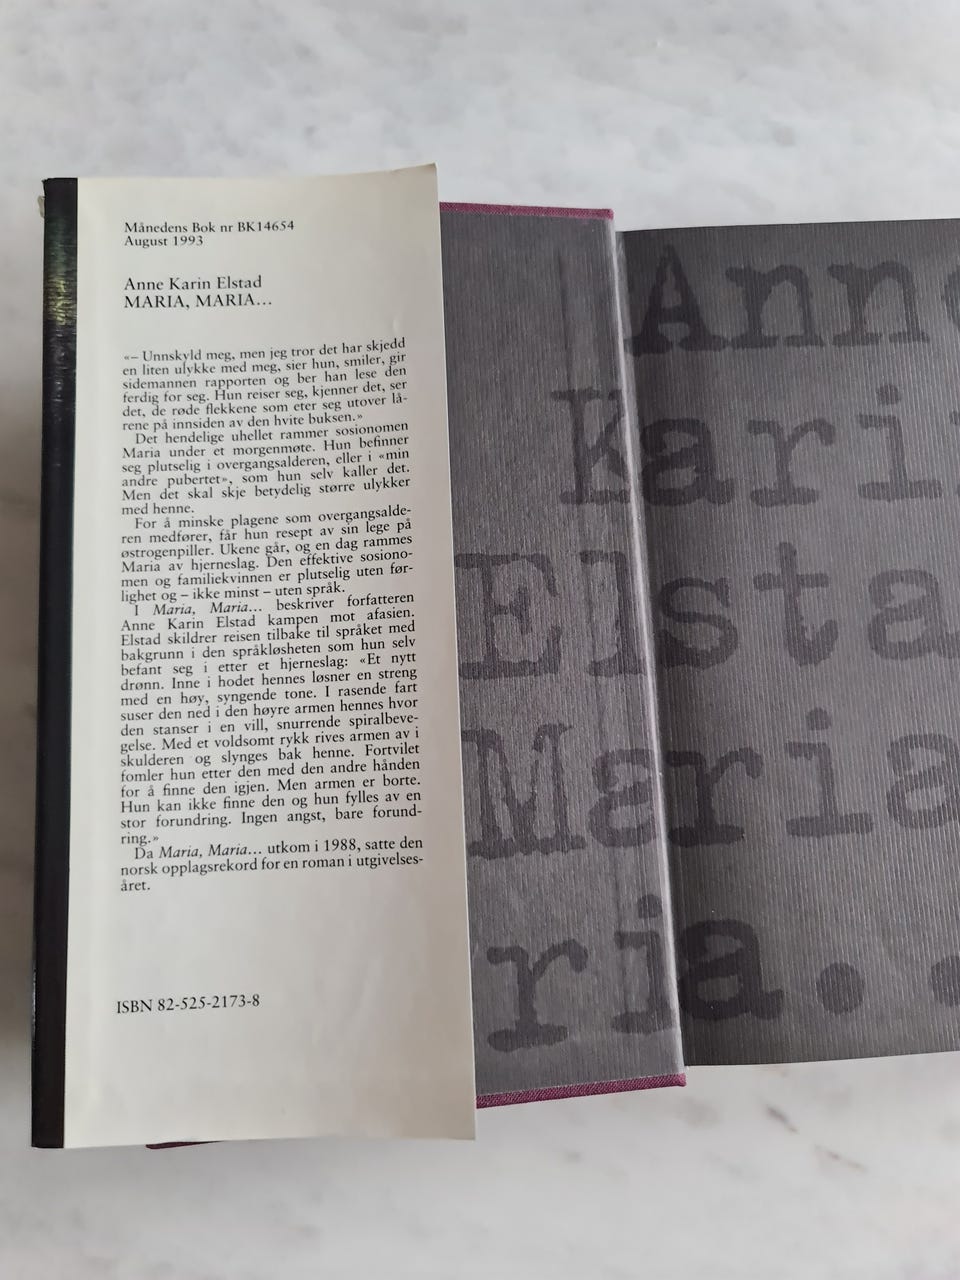 Månedens Bok nr BK14654
August 1993
Anne Karin Elstad
MARIA, MARIA…
«– Unnskyld meg, men jeg tror det har skjedd
en liten ulykke med meg, sier hun, smiler, gir
sidemannen rapporten og ber han lese den
ferdig for seg. Hun reiser seg, kjenner det, ser
det, de røde flekkene som eter seg utover lå-
rene på innsiden av den hvite buksen.»
Det hendelige uhellet rammer sosionomen
Maria under et morgenmøte. Hun befinner
seg plutselig i overgangsalderen, eller i «min
andre pubertet», som hun selv kaller det.
Men det skal skje betydelig større ulykker
med henne.
For å minske plagene som overgangsalde-
ren medfører, får hun resept av sin lege på
østrogenpiller. Ukene går, og en dag rammes
Maria av hjerneslag. Den effektive sosiono-
men og familiekvinnen er plutselig uten før-
lighet og – ikke minst – uten språk.
I Maria, Maria… beskriver forfatteren
Anne Karin Elstad kampen mot afasien.
Elstad skildrer reisen tilbake til språket med
bakgrunn i den språkløsheten som hun selv
befant seg i etter et hjerneslag: «Et nytt
drønn. Inne i hodet hennes løsner en streng
med en høy, syngende tone. I rasende fart
suser den ned i den høyre armen hennes hvor
den stanser i en vill, snurrende spiralbeve-
gelse. Med et voldsomt rykk rives armen av i
skulderen og slynges bak henne. Fortvilet
fomler hun etter den med den andre hånden
for å finne den igjen. Men armen er borte.
Hun kan ikke finne den og hun fylles av en
stor forundring. Ingen angst, bare forund-
ring.»
Da Maria, Maria… utkom i 1988, satte den
norsk opplagsrekord for en roman i utgivelses-
året.
ISBN 82-525-2173-8
Anne
Karin
Elsta
Maria
ria..